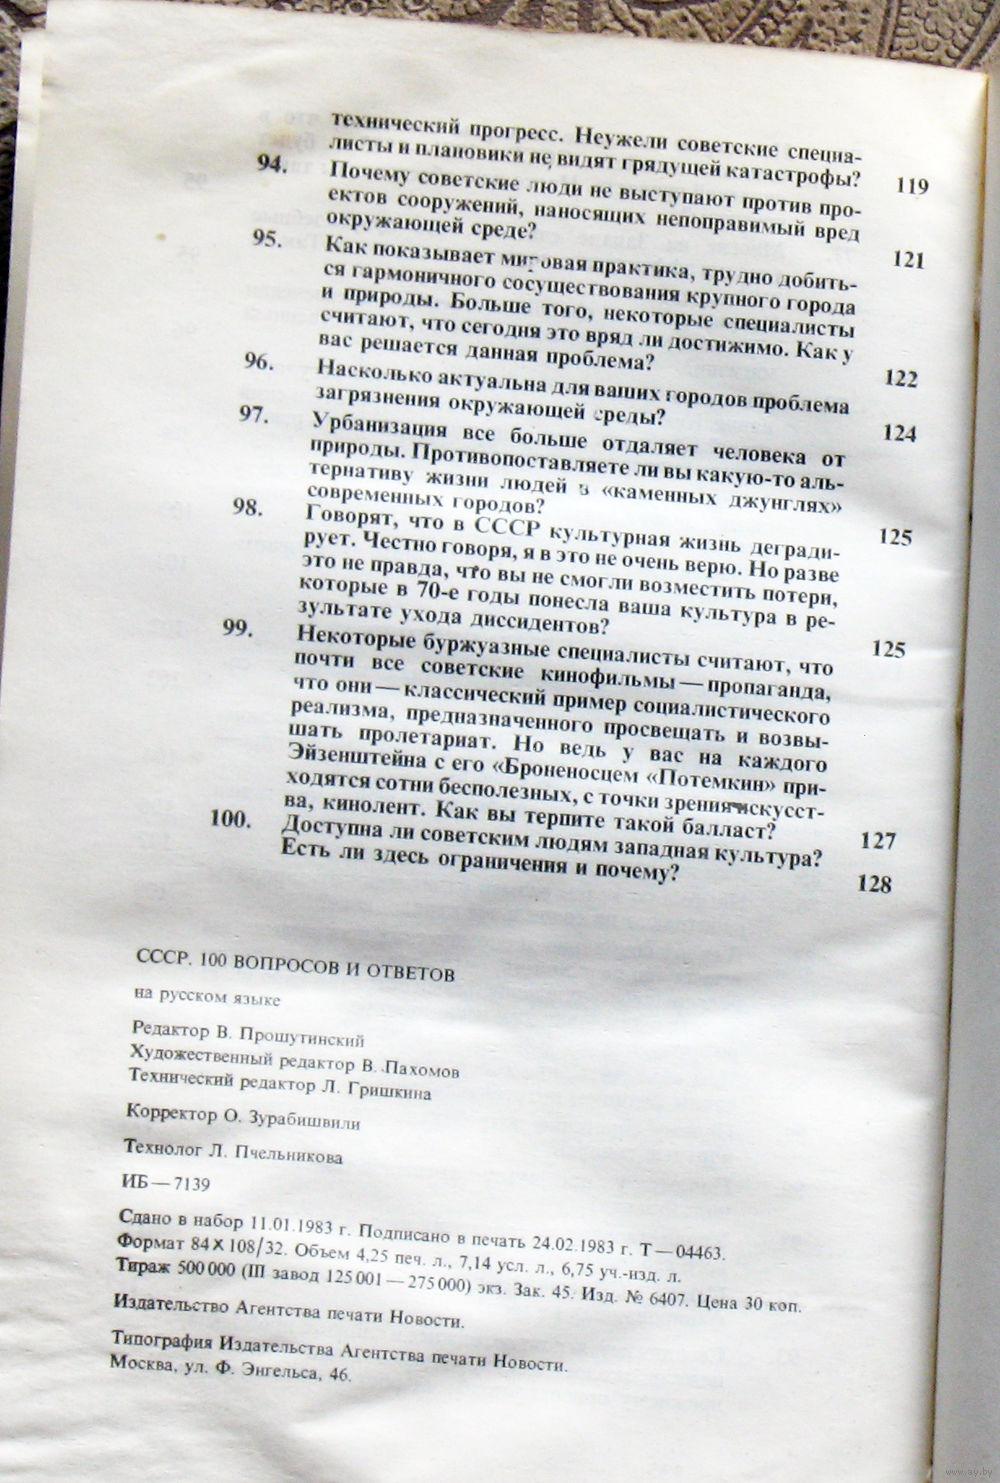 технический прогресс. Неужели советские специа-
листы и плановики не видят грядущей катастрофы? 119
94. Почему советские люди не выступают против про-
ектов сооружений, наносящих непоправимый вред
окружающей среде? 121
95. Как показывает мировая практика, трудно добить-
ся гармоничного сосуществования крупного города
и природы. Больше того, некоторые специалисты
считают, что сегодня это вряд ли достижимо. Как у
вас решается данная проблема? 122
96. Насколько актуальна для ваших городов проблема
загрязнения окружающей среды? 124
97. Урбанизация все больше отдаляет человека от
природы. Противопоставляете ли вы какую-то аль-
тернативу жизни людей в «каменных джунглях»
современных городов? 125
98. Говорят, что в СССР культурная жизнь дегради-
рует. Честно говоря, я в это не очень верю. Но разве
это не правда, что вы не смогли возместить потери,
которые в 70-е годы понесла ваша культура в ре-
зультате ухода диссидентов? 125
99. Некоторые буржуазные специалисты считают, что
почти все советские кинофильмы — пропаганда,
что они — классический пример социалистического
реализма, предназначенного просвещать и возвы-
шать пролетариат. Но ведь у вас на каждого
Эйзенштейна с его «Броненосцем «Потемкин» при-
ходятся сотни бесполезных, с точки зрения искусст-
ва, кинолент. Как вы терпите такой балласт? 127
100. Доступна ли советским людям западная культура?
Есть ли здесь ограничения и почему? 128
СССР. 100 ВОПРОСОВ И ОТВЕТОВ
на русском языке
Редактор В. Прошутинский
Художественный редактор В. Пахомов
Технический редактор Л. Гришкина
Корректор О. Зурабишвили
Технолог Л. Пчельникова
ИБ — 7139
Сдано в набор 11.01.1983 г. Подписано в печать 24.02.1983 г. Т — 04463.
Формат 84 X 108/32. Объем 4,25 печ. л., 7,14 усл. л., 6,75 уч.-изд. л.
Тираж 500 000 (III завод 125 001 — 275 000) экз. Зак. 45. Изд. № 6407. Цена 30 коп.
Издательство Агентства печати Новости.
Типография Издательства Агентства печати Новости.
Москва, ул. Ф. Энгельса, 46.
www.ay.by